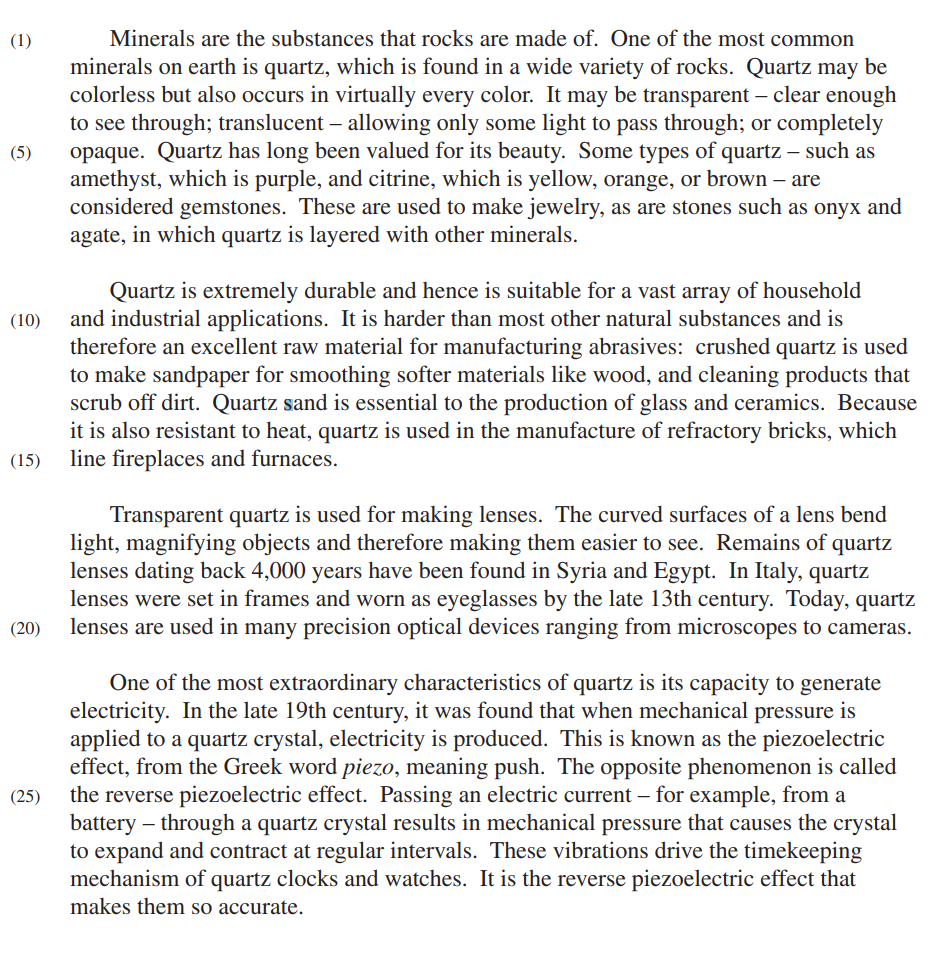 (1) Minerals are the substances that rocks are made of. One of the most common
minerals on earth is quartz, which is found in a wide variety of rocks. Quartz may be
colorless but also occurs in virtually every color. It may be transparent – clear enough
to see through; translucent – allowing only some light to pass through; or completely
(5) opaque. Quartz has long been valued for its beauty. Some types of quartz – such as
amethyst, which is purple, and citrine, which is yellow, orange, or brown – are
considered gemstones. These are used to make jewelry, as are stones such as onyx and
agate, in which quartz is layered with other minerals.
Quartz is extremely durable and hence is suitable for a vast array of household
(10) and industrial applications. It is harder than most other natural substances and is
therefore an excellent raw material for manufacturing abrasives: crushed quartz is used
to make sandpaper for smoothing softer materials like wood, and cleaning products that
scrub off dirt. Quartz sand is essential to the production of glass and ceramics. Because
it is also resistant to heat, quartz is used in the manufacture of refractory bricks, which
(15) line fireplaces and furnaces.
Transparent quartz is used for making lenses. The curved surfaces of a lens bend
light, magnifying objects and therefore making them easier to see. Remains of quartz
lenses dating back 4,000 years have been found in Syria and Egypt. In Italy, quartz
lenses were set in frames and worn as eyeglasses by the late 13th century. Today, quartz
(20) lenses are used in many precision optical devices ranging from microscopes to cameras.
One of the most extraordinary characteristics of quartz is its capacity to generate
electricity. In the late 19th century, it was found that when mechanical pressure is
applied to a quartz crystal, electricity is produced. This is known as the piezoelectric
effect, from the Greek word piezo, meaning push. The opposite phenomenon is called
(25) the reverse piezoelectric effect. Passing an electric current – for example, from a
battery – through a quartz crystal results in mechanical pressure that causes the crystal
to expand and contract at regular intervals. These vibrations drive the timekeeping
mechanism of quartz clocks and watches. It is the reverse piezoelectric effect that
makes them so accurate.